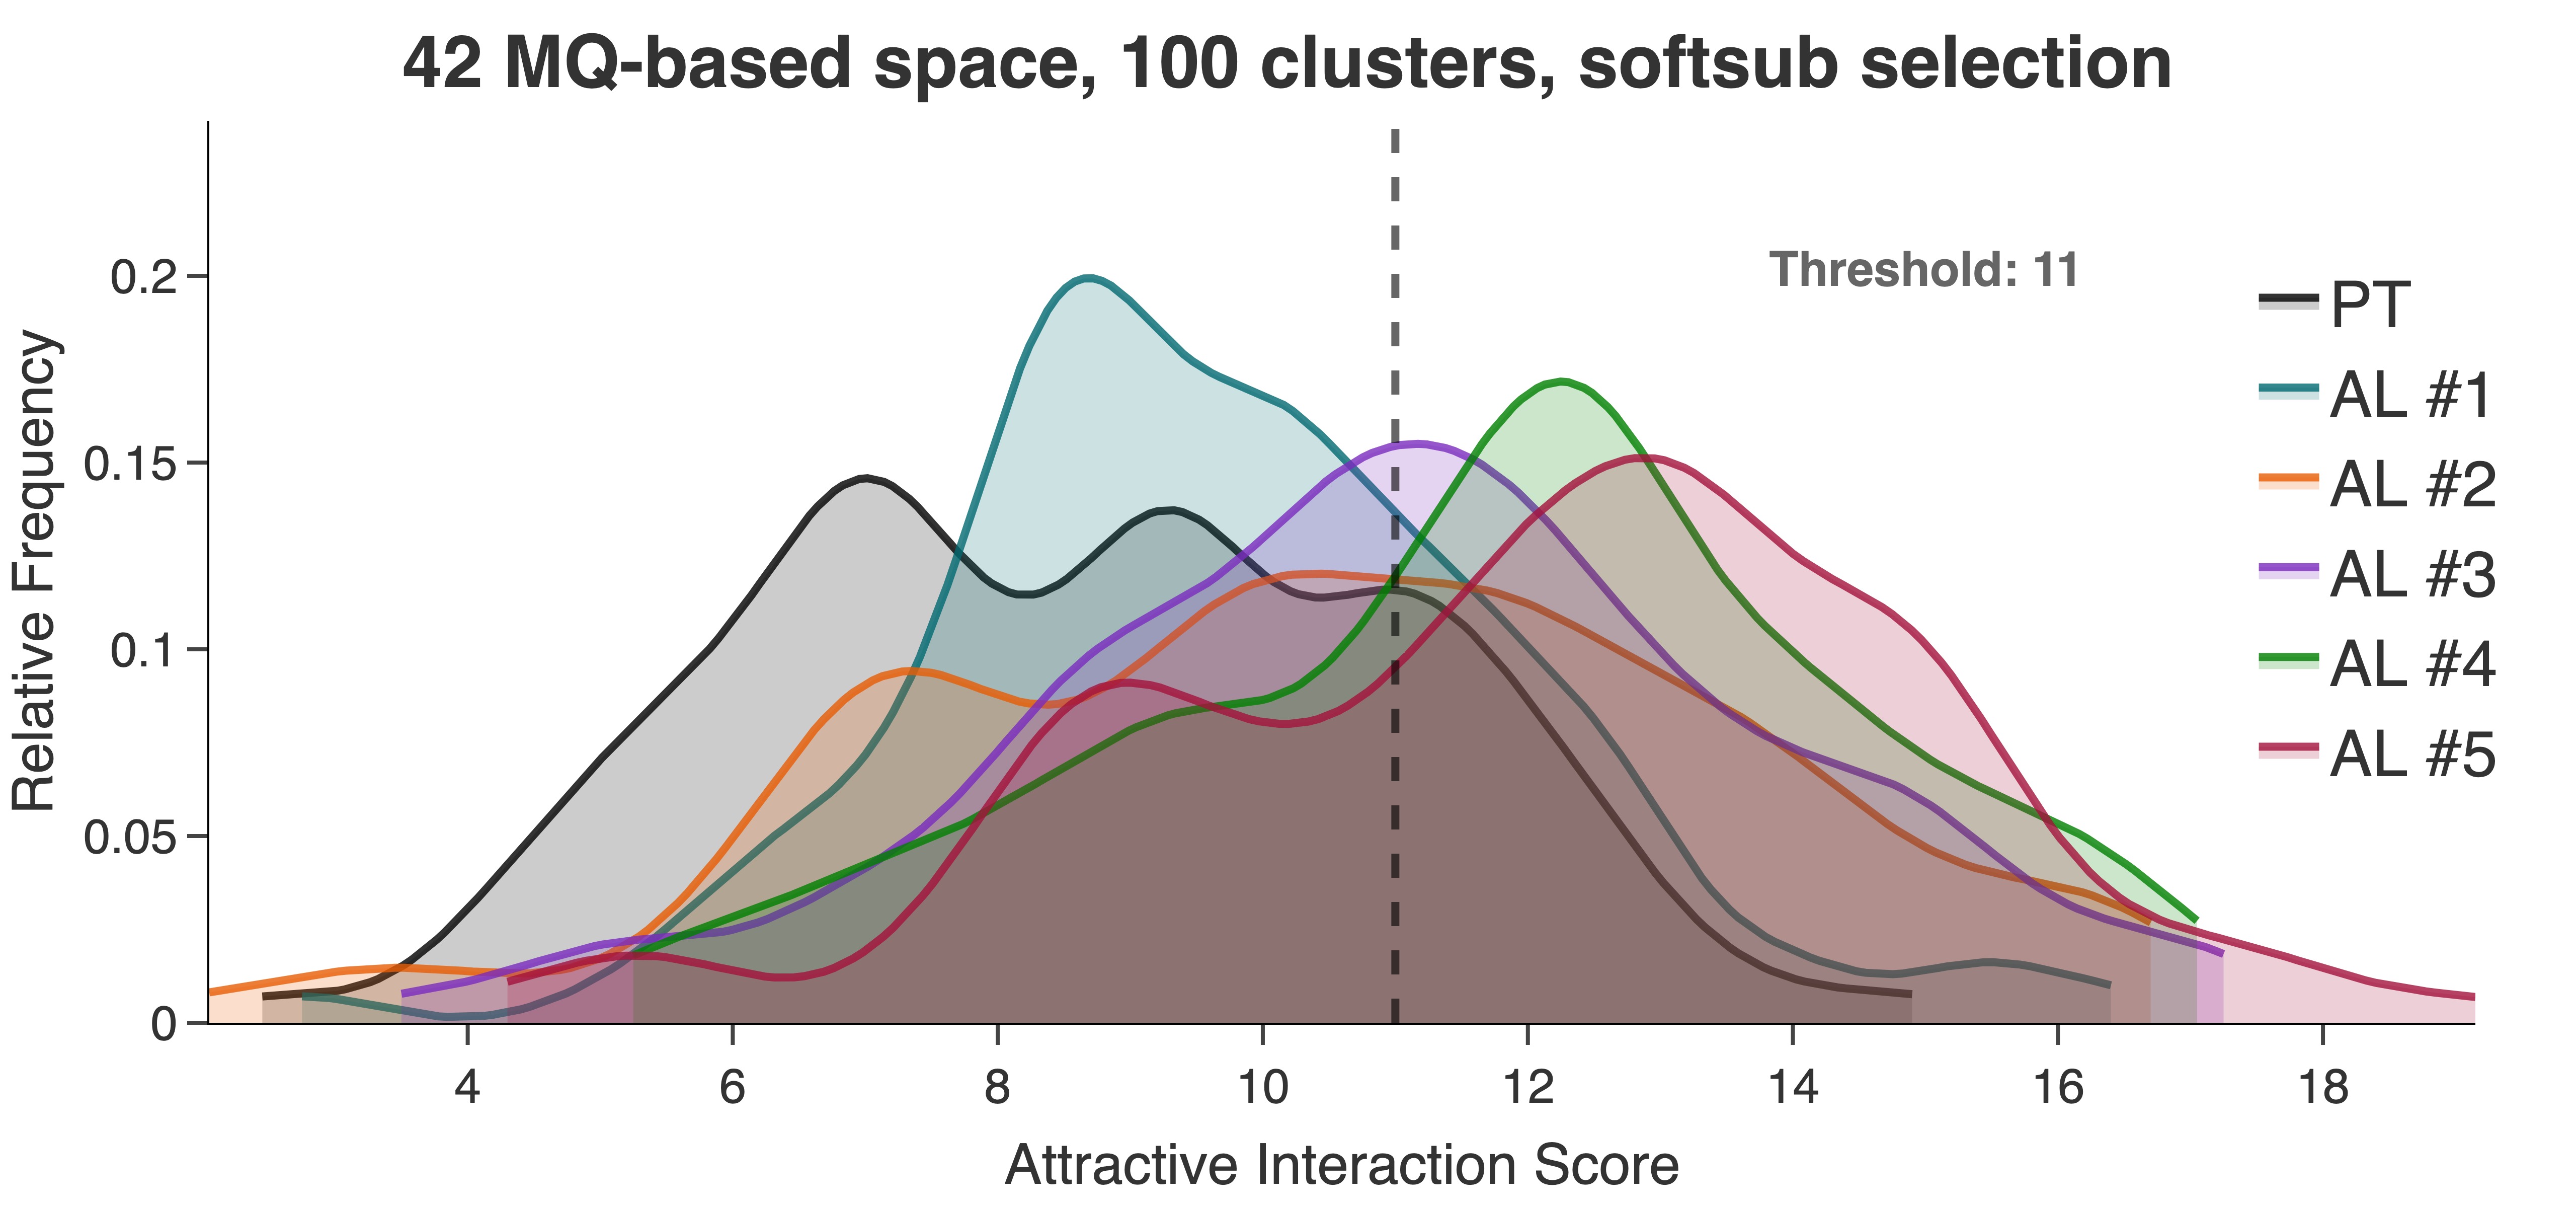 42 MQ-based space, 100 clusters, softsub selection
Threshold: 11
PT
AL #1
AL #2
AL #3
AL #4
AL #5
Relative Frequency
0.2
0.15
0.1
0.05
0
4 6 8 10 12 14 16 18
Attractive Interaction Score